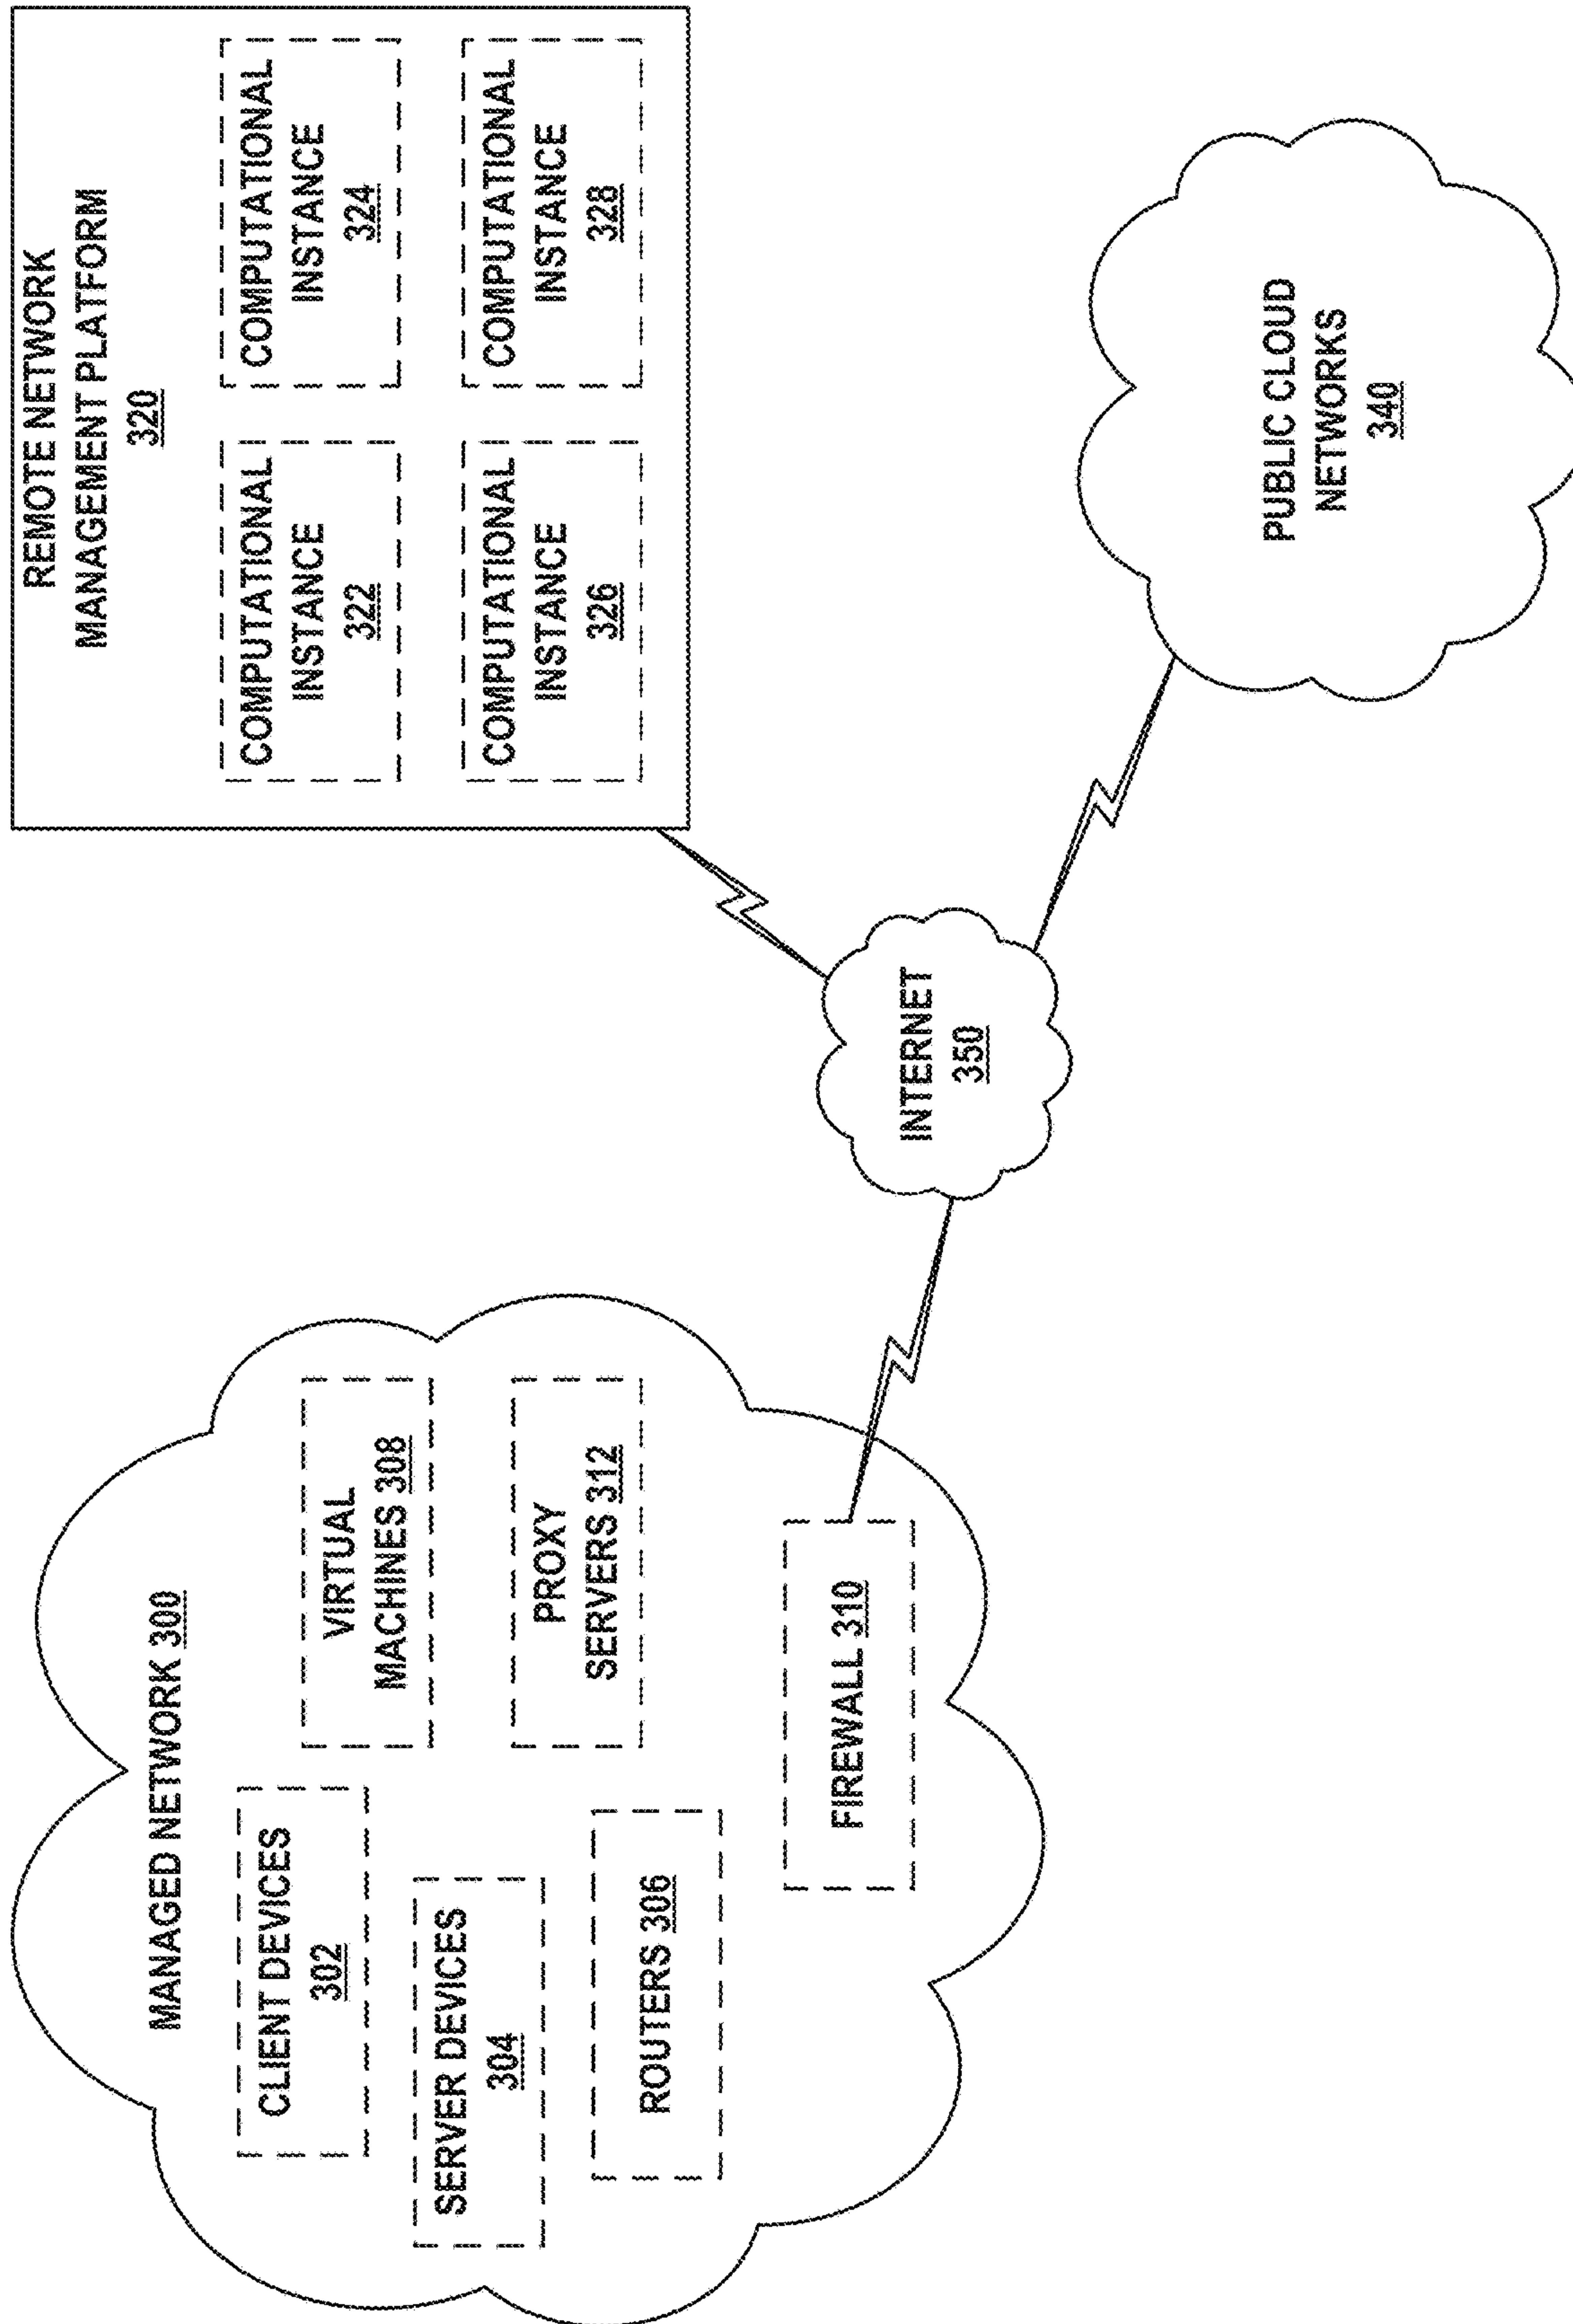 MANAGED NETWORK 300
CLIENT DEVICES
302
VIRTUAL
MACHINES 308
SERVER DEVICES
304
PROXY
SERVERS 312
ROUTERS 306
FIREWALL 310
INTERNET
350
REMOTE NETWORK
MANAGEMENT PLATFORM
320
COMPUTATIONAL
INSTANCE
322
COMPUTATIONAL
INSTANCE
324
COMPUTATIONAL
INSTANCE
326
COMPUTATIONAL
INSTANCE
328
PUBLIC CLOUD
NETWORKS
340